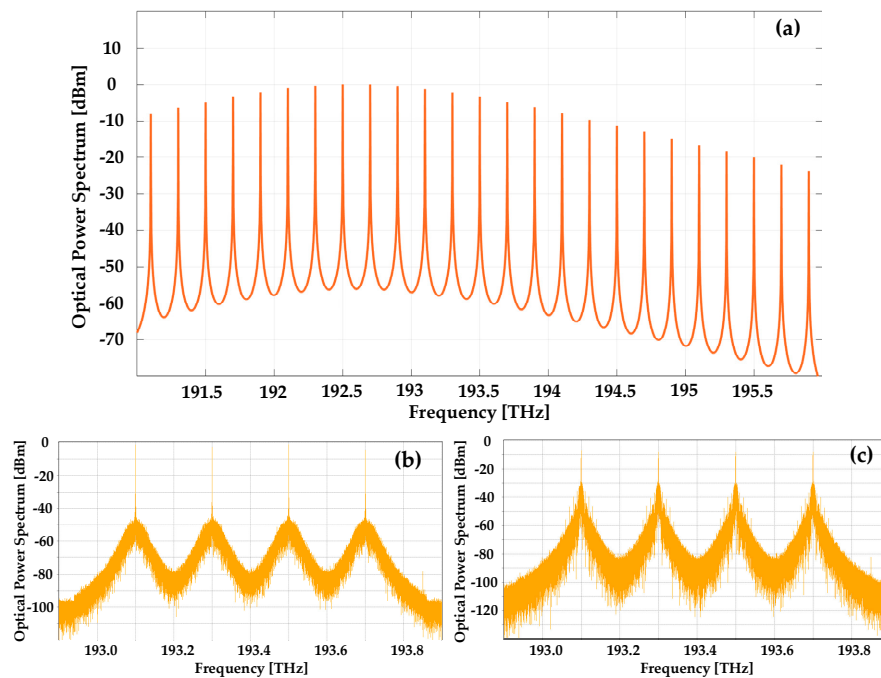 (a)
Optical Power Spectrum [dBm]
10
0
-10
-20
-30
-40
-50
-60
-70
191.5 192 192.5 193 193.5 194 194.5 195 195.5
Frequency [THz]
(b)
Optical Power Spectrum [dBm]
0
-20
-40
-60
-80
-100
193.0 193.2 193.4 193.6 193.8
Frequency [THz]
(c)
Optical Power Spectrum [dBm]
0
-20
-40
-60
-80
-100
-120
193.0 193.2 193.4 193.6 193.8
Frequency [THz]